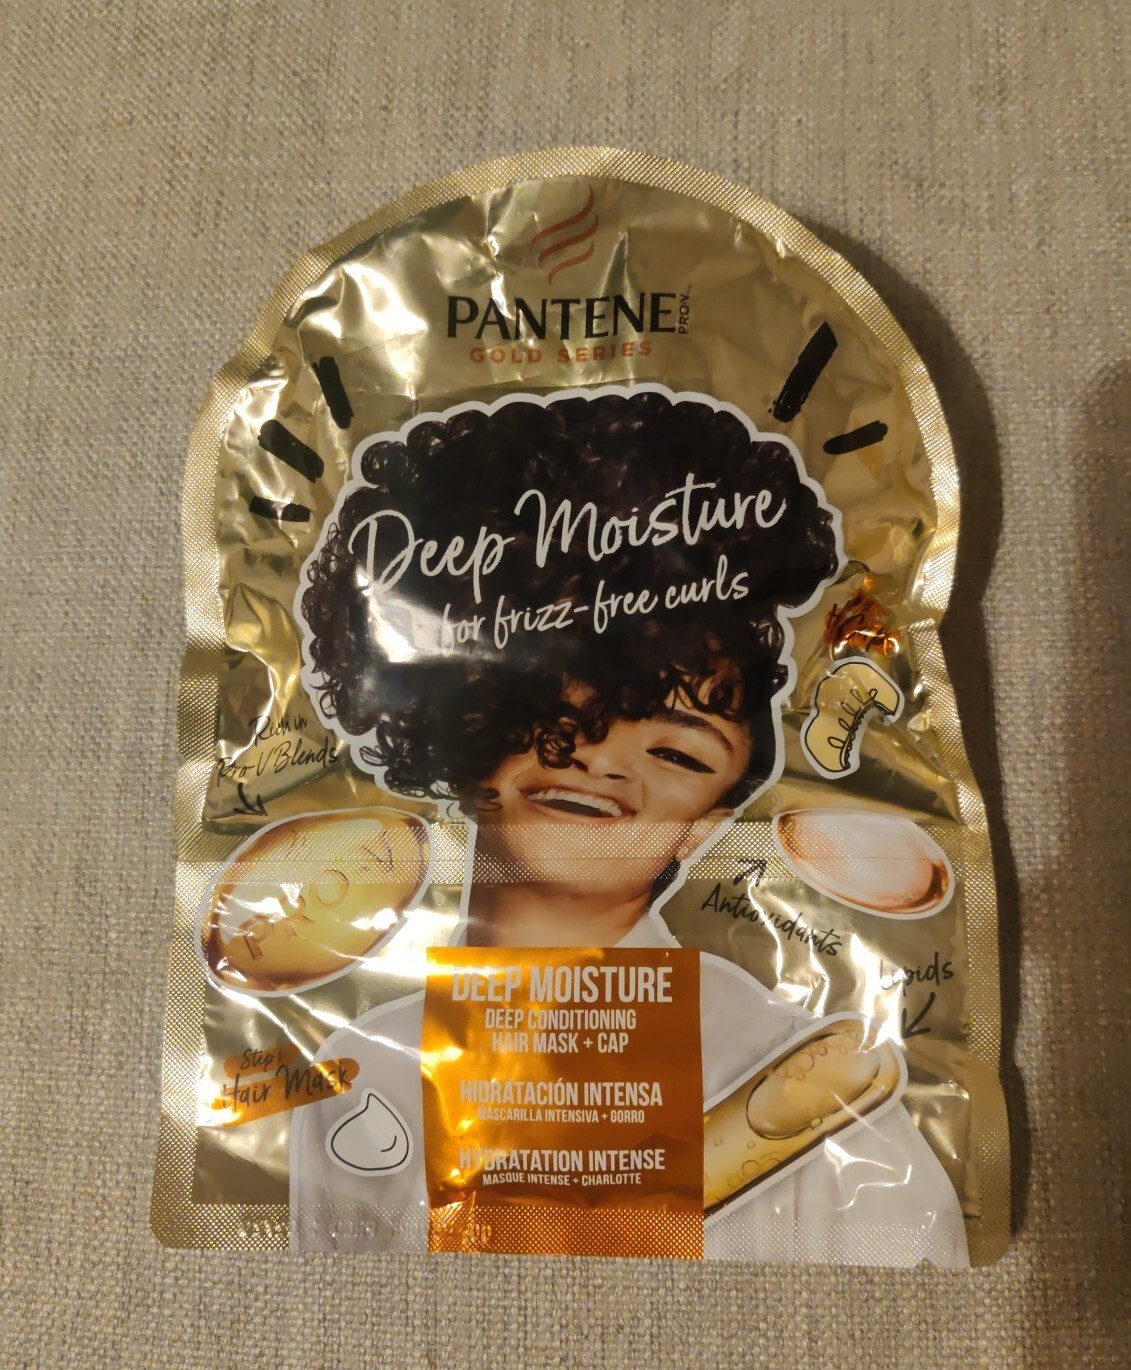 PANTENE
PRO-V
GOLD SERIES
Deep Moisture
for frizz-free curls
Rich in
Pro-V Blends
PRO-V
Antioxidants
Lipids
Step 1
Hair Mask
DEEP MOISTURE
DEEP CONDITIONING
HAIR MASK + CAP
HIDRATACIÓN INTENSA
MASCARILLA INTENSIVA + GORRO
HYDRATATION INTENSE
MASQUE INTENSE + CHARLOTTE